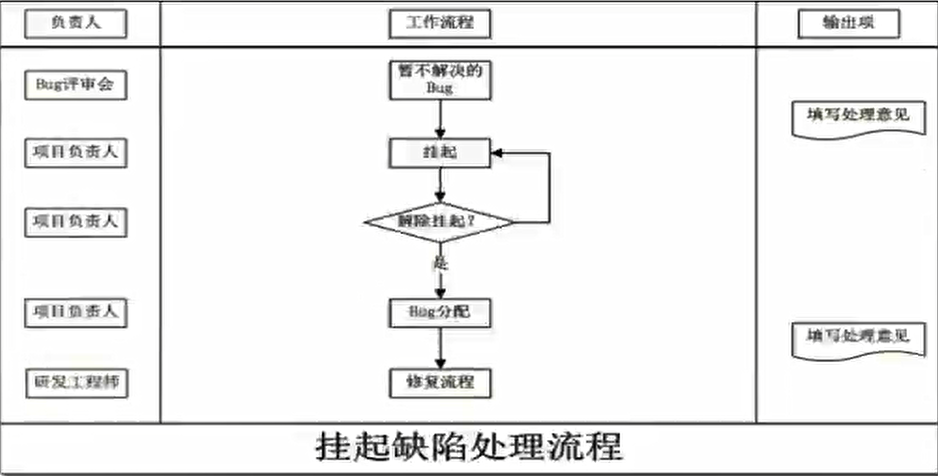 负责人
工作流程
输出项
Bug评审会
暂不解决的
Bug
填写处理意见
项目负责人
挂起
项目负责人
解除挂起?
是
项目负责人
Bug分配
填写处理意见
研发工程师
修复流程
挂起缺陷处理流程